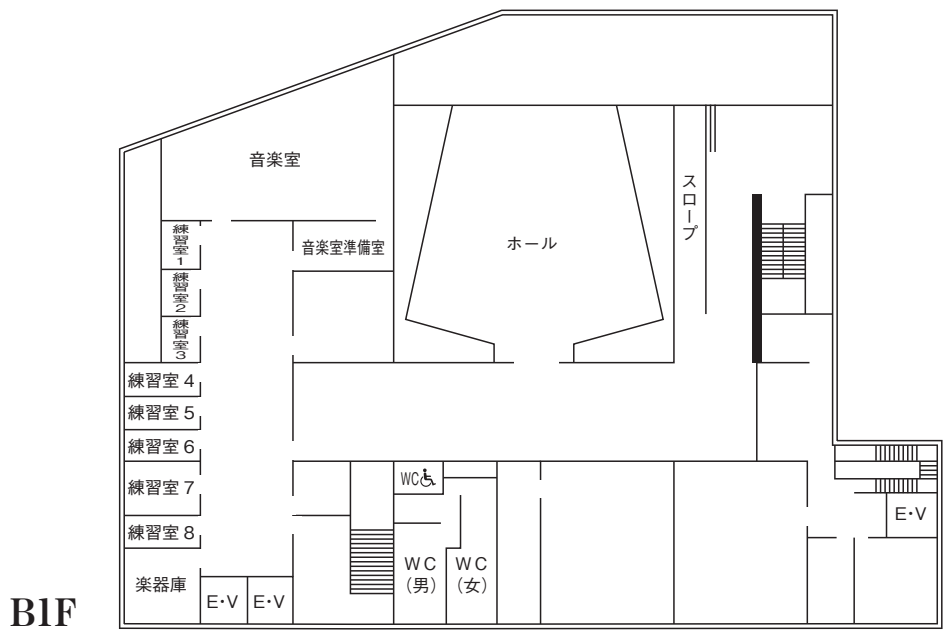 音楽室
スロープ
ホール
音楽室準備室
練習室1
練習室2
練習室3
練習室4
練習室5
練習室6
練習室7
練習室8
楽器庫
WC
WC
(男)
WC
(女)
E・V
E・V
E・V
B1F